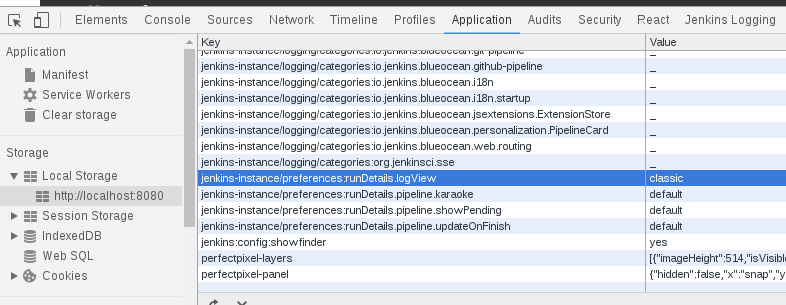 Elements Console Sources Network Timeline Profiles Application Audits Security React Jenkins Logging
Application
Manifest
Service Workers
Clear storage
Storage
Local Storage
http://localhost:8080
Session Storage
IndexedDB
Web SQL
Cookies
Key Value
jenkins-instance/logging/categories:io.jenkins.blueocean.git-pipeline _
jenkins-instance/logging/categories:io.jenkins.blueocean.github-pipeline _
jenkins-instance/logging/categories:io.jenkins.blueocean.i18n _
jenkins-instance/logging/categories:io.jenkins.blueocean.i18n.startup _
jenkins-instance/logging/categories:io.jenkins.blueocean.jsextensions.ExtensionStore _
jenkins-instance/logging/categories:io.jenkins.blueocean.personalization.PipelineCard _
jenkins-instance/logging/categories:io.jenkins.blueocean.web.routing _
jenkins-instance/logging/categories:org.jenkinsci.sse _
jenkins-instance/preferences:runDetails.logView classic
jenkins-instance/preferences:runDetails.pipeline.karaoke default
jenkins-instance/preferences:runDetails.pipeline.showPending default
jenkins-instance/preferences:runDetails.pipeline.updateOnFinish default
jenkins:config:showfinder yes
perfectpixel-layers [{"imageHeight":514,"isVisible
perfectpixel-panel {"hidden":false,"x":"snap","y